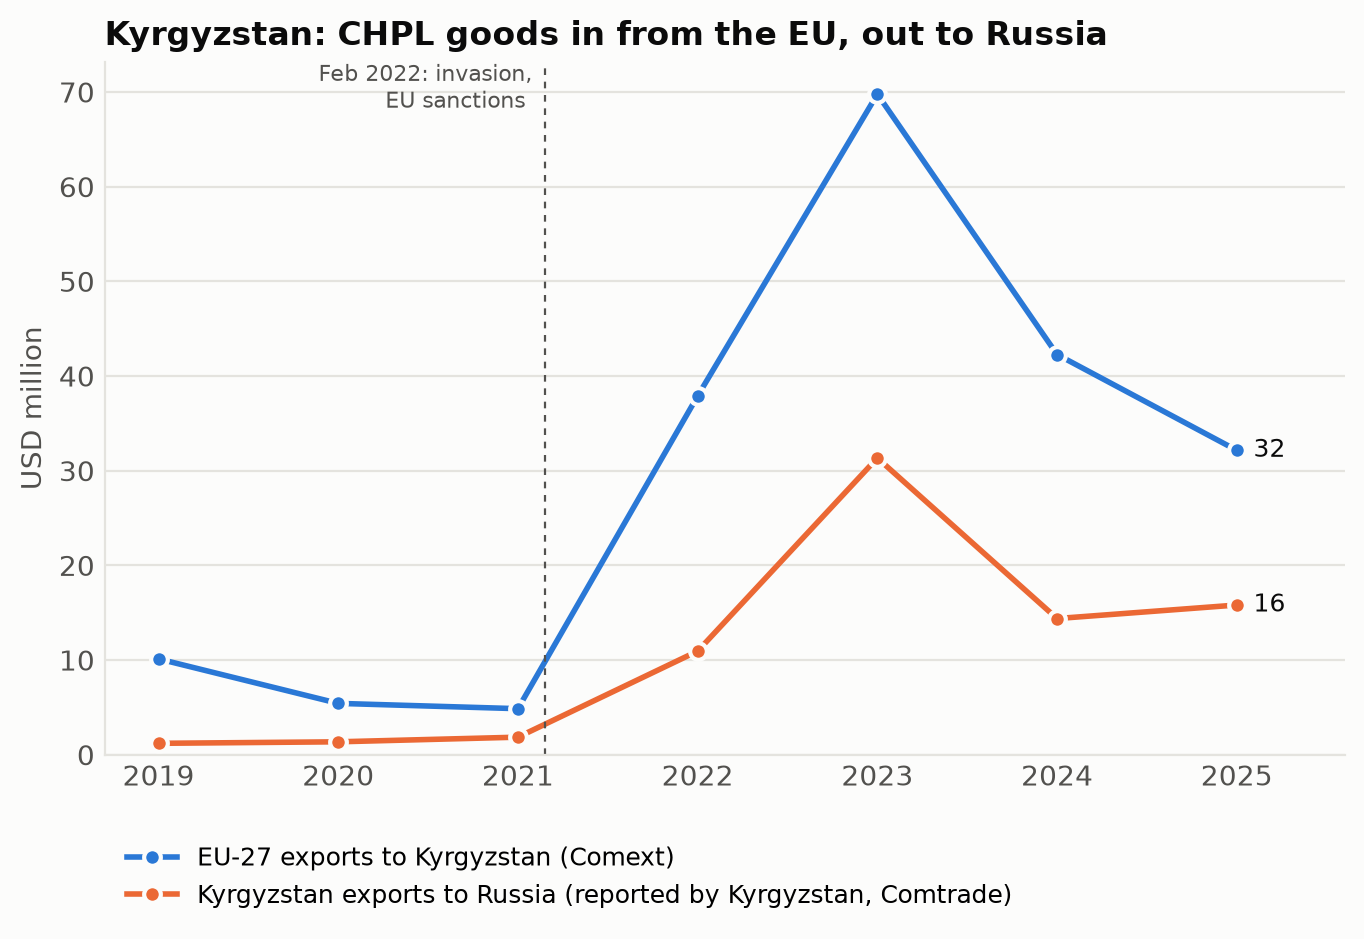 Kyrgyzstan: CHPL goods in from the EU, out to Russia
Feb 2022: invasion,
EU sanctions
70
60
50
40
30
20
10
0
USD million
32
16
2019 2020 2021 2022 2023 2024 2025
EU-27 exports to Kyrgyzstan (Comext)
Kyrgyzstan exports to Russia (reported by Kyrgyzstan, Comtrade)